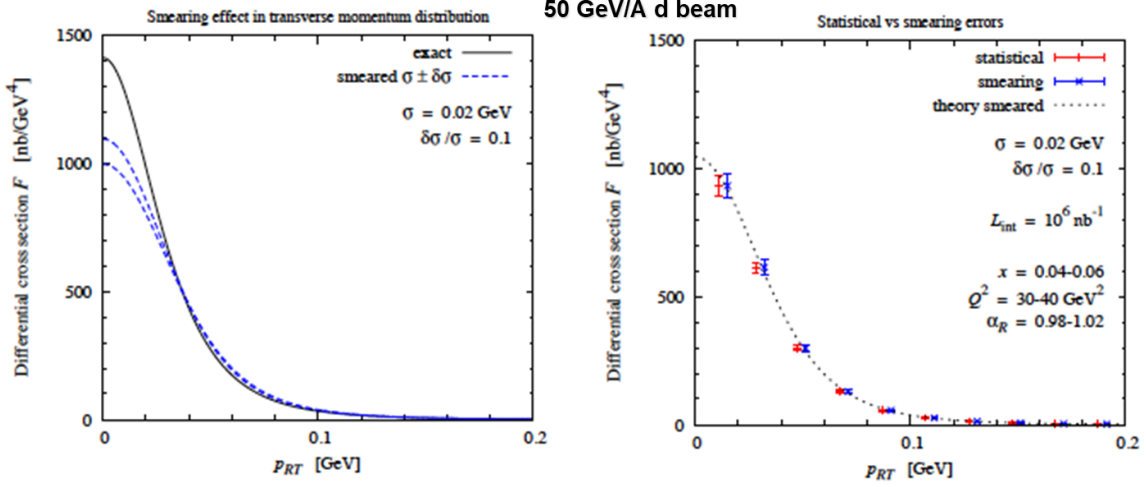 50 GeV/A d beam
Smearing effect in transverse momentum distribution
Differential cross section F [nb/GeV⁴]
1500
1000
500
0
exact
smeared σ ± δσ
σ = 0.02 GeV
δσ /σ = 0.1
0
0.1
0.2
p_RT [GeV]
Statistical vs smearing errors
Differential cross section F [nb/GeV⁴]
1500
1000
500
0
statistical
smearing
theory smeared
σ = 0.02 GeV
δσ /σ = 0.1
L_int = 10⁶ nb⁻¹
x = 0.04-0.06
Q² = 30-40 GeV²
α_R = 0.98-1.02
0
0.1
0.2
p_RT [GeV]